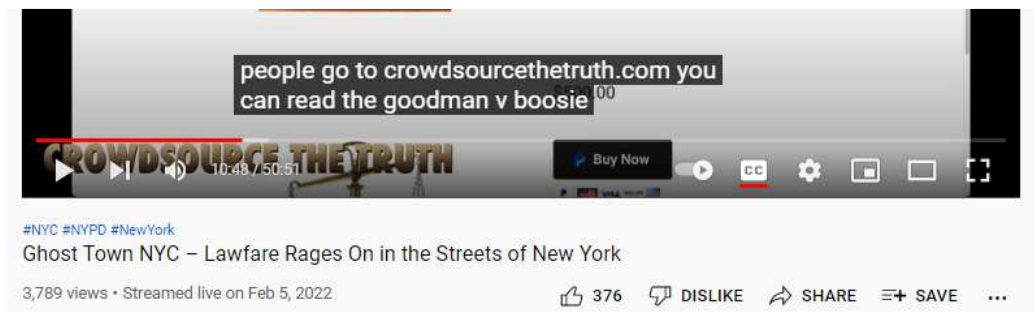 people go to crowdsourcethetruth.com you
can read the goodman v boosie
CROWDSOURCE THE TRUTH
10:48 / 50:51
Buy Now
CC
VISA
#NYC #NYPD #NewYork
Ghost Town NYC – Lawfare Rages On in the Streets of New York
3,789 views • Streamed live on Feb 5, 2022
376 DISLIKE SHARE SAVE ...